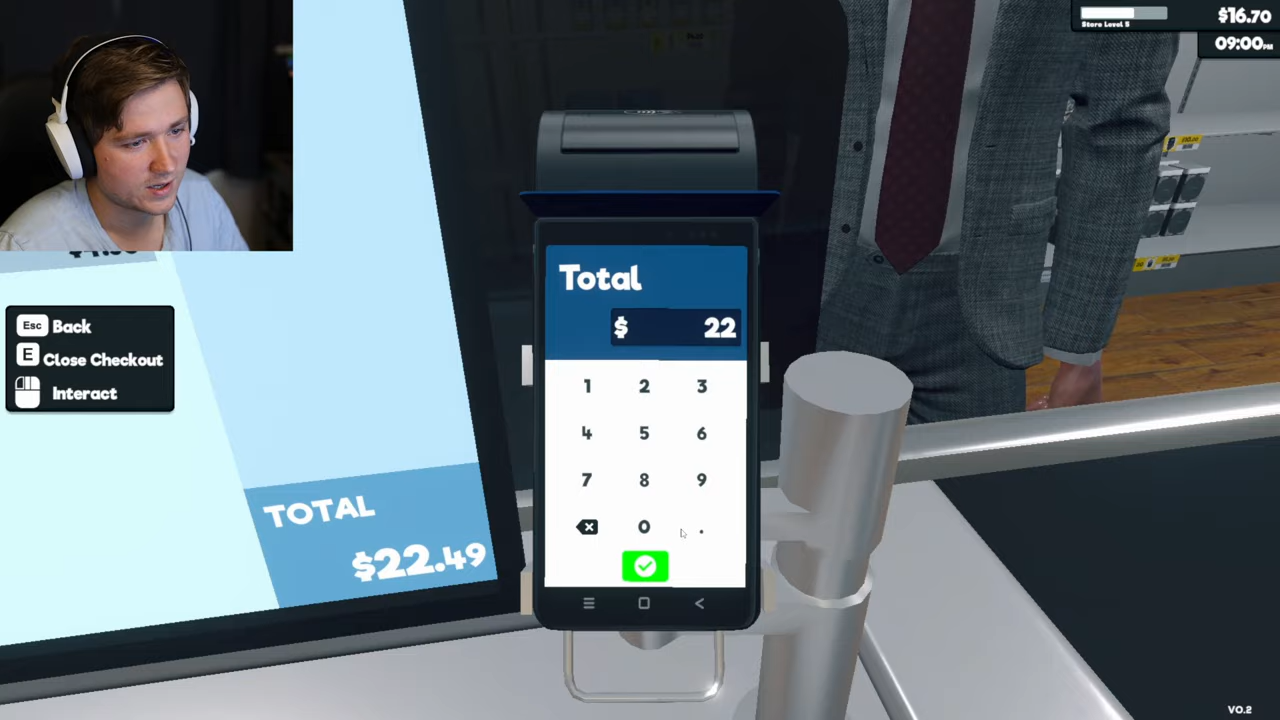 $16.70
Store Level 5
09:00PM
Esc Back
E Close Checkout
Interact
Total
$ 22
1 2 3
4 5 6
7 8 9
0 .
TOTAL
$22.49
V0.2